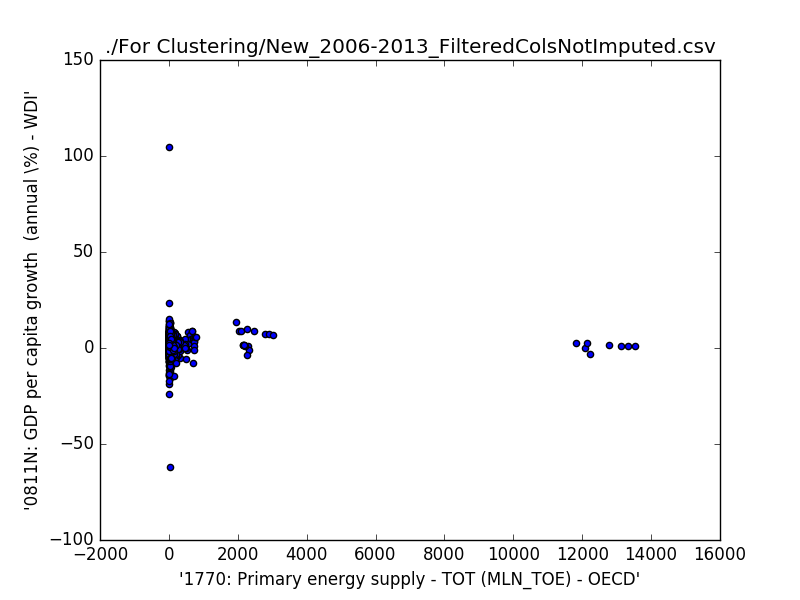 ./For Clustering/New_2006-2013_FilteredColsNotImputed.csv
150
100
50
0
−50
−100
'0811N: GDP per capita growth  (annual \%) - WDI'
−2000 0 2000 4000 6000 8000 10000 12000 14000 16000
'1770: Primary energy supply - TOT (MLN_TOE) - OECD'